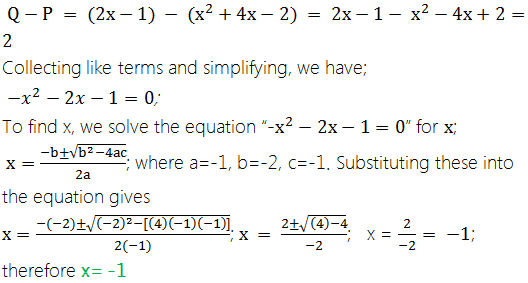 Q − P = (2x − 1) − (x² + 4x − 2) = 2x − 1 − x² − 4x + 2 =
2
Collecting like terms and simplifying, we have;
−x² − 2x − 1 = 0;
To find x, we solve the equation "-x² − 2x − 1 = 0" for x;
x = (−b±√(b²−4ac))/(2a); where a=-1, b=-2, c=-1. Substituting these into
the equation gives
x = (−(−2)±√((−2)²−[(4)(−1)(−1)]))/(2(−1)); x = (2±√((4)−4))/(−2); x = 2/(−2) = −1;
therefore x= -1